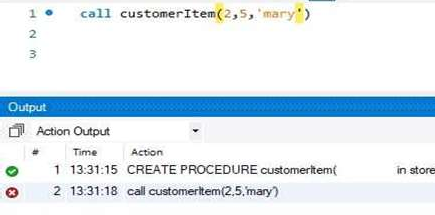 1 call customerItem(2,5,'mary')
2
3
Output
Action Output
# Time Action
1 13:31:15 CREATE PROCEDURE customerItem( in store
2 13:31:18 call customerItem(2,5,'mary')